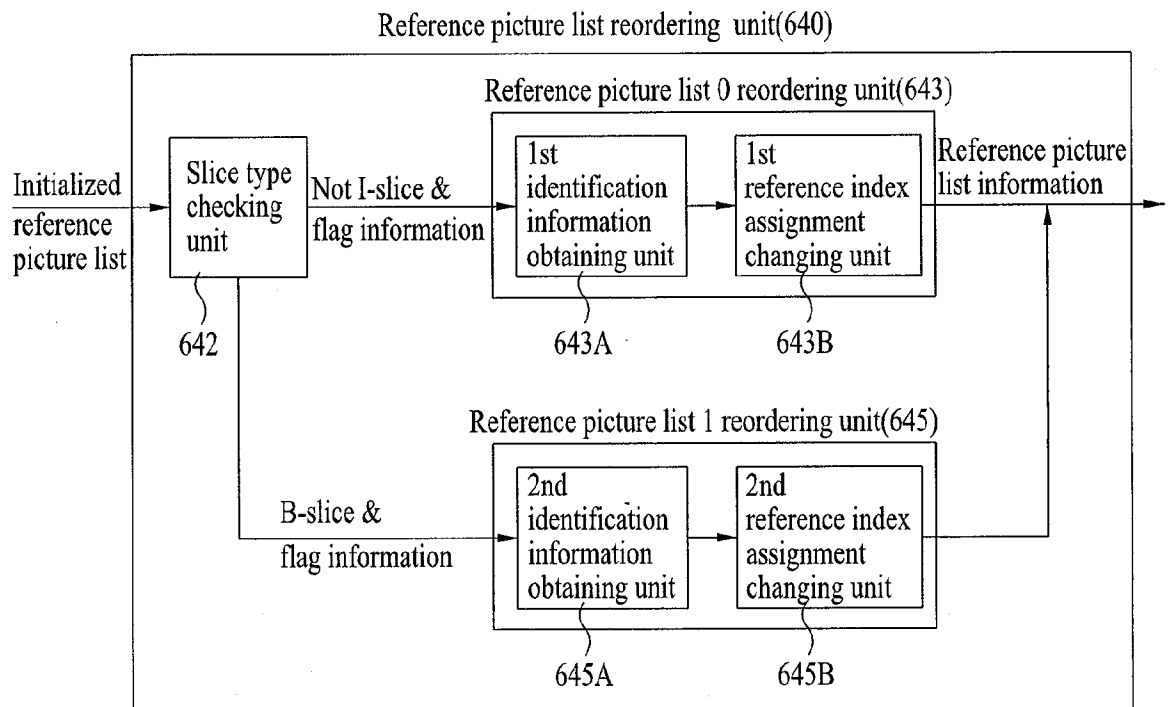 Reference picture list reordering unit(640)
Reference picture list 0 reordering unit(643)
Initialized
reference
picture list
Slice type
checking
unit
642
Not I-slice &
flag information
1st
identification
information
obtaining unit
643A
1st
reference index
assignment
changing unit
643B
Reference picture
list information
Reference picture list 1 reordering unit(645)
B-slice &
flag information
2nd
identification
information
obtaining unit
645A
2nd
reference index
assignment
changing unit
645B